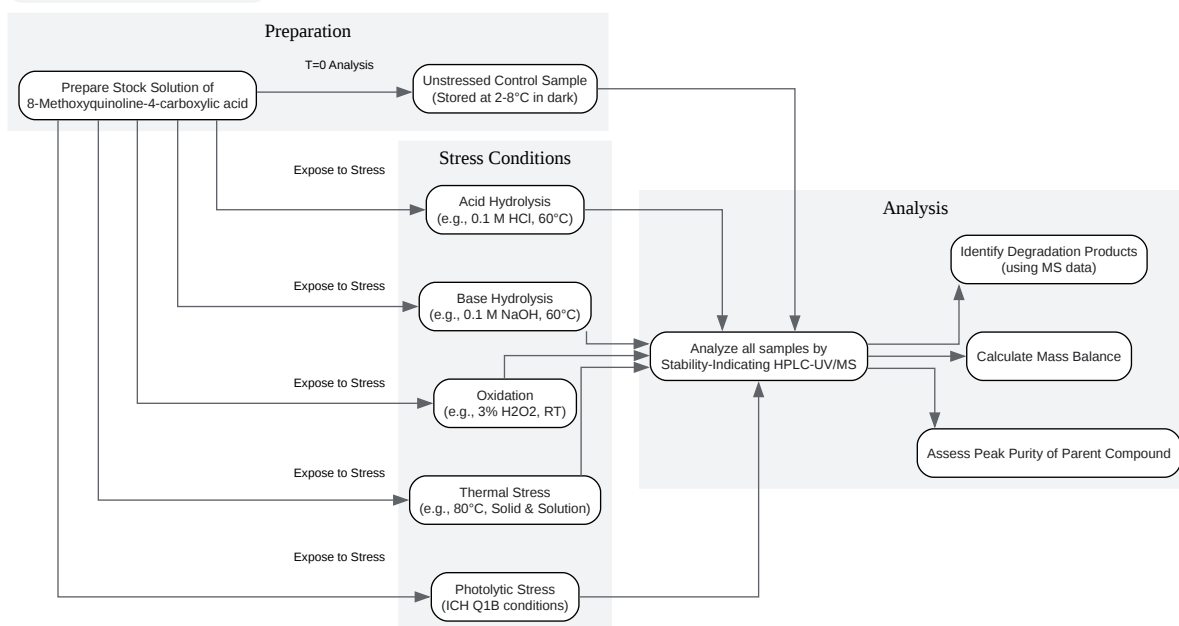 Preparation
T=0 Analysis
Prepare Stock Solution of
8-Methoxyquinoline-4-carboxylic acid
Unstressed Control Sample
(Stored at 2-8°C in dark)
Stress Conditions
Expose to Stress
Acid Hydrolysis
(e.g., 0.1 M HCl, 60°C)
Expose to Stress
Base Hydrolysis
(e.g., 0.1 M NaOH, 60°C)
Expose to Stress
Oxidation
(e.g., 3% H2O2, RT)
Expose to Stress
Thermal Stress
(e.g., 80°C, Solid & Solution)
Expose to Stress
Photolytic Stress
(ICH Q1B conditions)
Analysis
Analyze all samples by
Stability-Indicating HPLC-UV/MS
Identify Degradation Products
(using MS data)
Calculate Mass Balance
Assess Peak Purity of Parent Compound